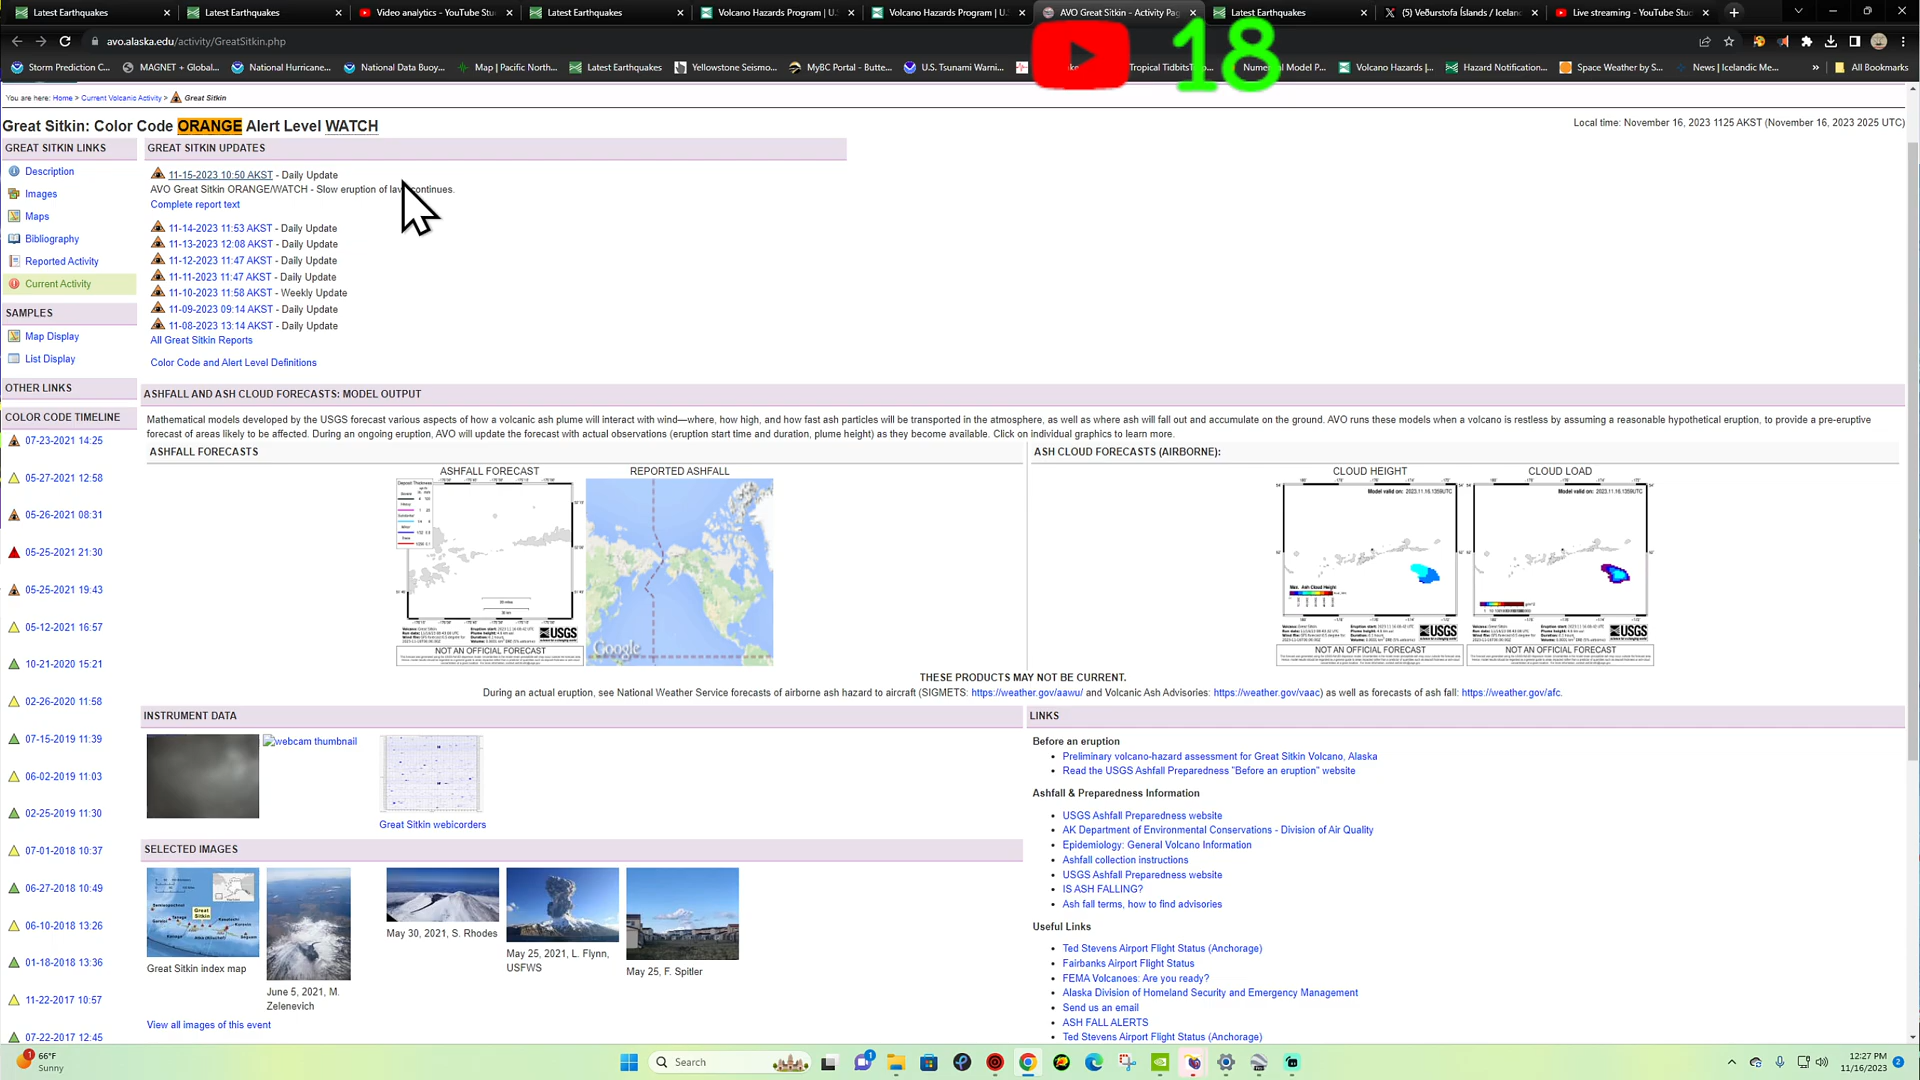 Latest Earthquakes
Latest Earthquakes
Video analytics - YouTube Stu
Latest Earthquakes
Volcano Hazards Program | U.S
Volcano Hazards Program | U.S
AVO Great Sitkin - Activity Pag
Latest Earthquakes
(5) Veðurstofa Íslands / Icelan
Live streaming - YouTube Stu
avo.alaska.edu/activity/GreatSitkin.php
18
Storm Prediction C...
MAGNET + Global...
National Hurricane...
National Data Buoy...
Map | Pacific North...
Latest Earthquakes
Yellowstone Seismo...
MyBC Portal - Butte...
U.S. Tsunami Warni...
Tropical Tidbits
Model P...
Volcano Hazards |...
Hazard Notification...
Space Weather by S...
News | Icelandic Me...
All Bookmarks
You are here: Home > Current Volcanic Activity > Great Sitkin
Great Sitkin: Color Code ORANGE Alert Level WATCH
Local time: November 16, 2023 1125 AKST (November 16, 2023 2025 UTC)
GREAT SITKIN LINKS
Description
Images
Maps
Bibliography
Reported Activity
Current Activity
SAMPLES
Map Display
List Display
OTHER LINKS
COLOR CODE TIMELINE
07-23-2021 14:25
05-27-2021 12:58
05-26-2021 08:31
05-25-2021 21:30
05-25-2021 19:43
05-12-2021 16:57
10-21-2020 15:21
02-26-2020 11:58
07-15-2019 11:39
06-02-2019 11:03
02-25-2019 11:30
07-01-2018 10:37
06-27-2018 10:49
06-10-2018 13:26
01-18-2018 13:36
11-22-2017 10:57
07-22-2017 12:45
GREAT SITKIN UPDATES
11-15-2023 10:50 AKST - Daily Update
AVO Great Sitkin ORANGE/WATCH - Slow eruption of lav continues.
Complete report text
11-14-2023 11:53 AKST - Daily Update
11-13-2023 12:08 AKST - Daily Update
11-12-2023 11:47 AKST - Daily Update
11-11-2023 11:47 AKST - Daily Update
11-10-2023 11:58 AKST - Weekly Update
11-09-2023 09:14 AKST - Daily Update
11-08-2023 13:14 AKST - Daily Update
All Great Sitkin Reports
Color Code and Alert Level Definitions
ASHFALL AND ASH CLOUD FORECASTS: MODEL OUTPUT
Mathematical models developed by the USGS forecast various aspects of how a volcanic ash plume will interact with wind—where, how high, and how fast ash particles will be transported in the atmosphere, as well as where ash will fall out and accumulate on the ground. AVO runs these models when a volcano is restless by assuming a reasonable hypothetical eruption, to provide a pre-eruptive
forecast of areas likely to be affected. During an ongoing eruption, AVO will update the forecast with actual observations (eruption start time and duration, plume height) as they become available. Click on individual graphics to learn more.
ASHFALL FORECASTS
ASHFALL FORECAST
REPORTED ASHFALL
USGS
NOT AN OFFICIAL FORECAST
Google
ASH CLOUD FORECASTS (AIRBORNE):
CLOUD HEIGHT
CLOUD LOAD
Model valid on: 2023.11.16.1359UTC
Model valid on: 2023.11.16.1359UTC
Max. Ash Cloud Height
USGS
USGS
NOT AN OFFICIAL FORECAST
NOT AN OFFICIAL FORECAST
THESE PRODUCTS MAY NOT BE CURRENT.
During an actual eruption, see National Weather Service forecasts of airborne ash hazard to aircraft (SIGMETS: https://weather.gov/aawu/ and Volcanic Ash Advisories: https://weather.gov/vaac) as well as forecasts of ash fall: https://weather.gov/afc.
INSTRUMENT DATA
webcam thumbnail
Great Sitkin webicorders
SELECTED IMAGES
Great Sitkin
Great Sitkin index map
June 5, 2021, M.
Zelenevich
May 30, 2021, S. Rhodes
May 25, 2021, L. Flynn,
USFWS
May 25, F. Spitler
View all images of this event
LINKS
Before an eruption
Preliminary volcano-hazard assessment for Great Sitkin Volcano, Alaska
Read the USGS Ashfall Preparedness "Before an eruption" website
Ashfall & Preparedness Information
USGS Ashfall Preparedness website
AK Department of Environmental Conservations - Division of Air Quality
Epidemiology: General Volcano Information
Ashfall collection instructions
USGS Ashfall Preparedness website
IS ASH FALLING?
Ash fall terms, how to find advisories
Useful Links
Ted Stevens Airport Flight Status (Anchorage)
Fairbanks Airport Flight Status
FEMA Volcanoes: Are you ready?
Alaska Division of Homeland Security and Emergency Management
Send us an email
ASH FALL ALERTS
Ted Stevens Airport Flight Status (Anchorage)
1
66°F
Sunny
Search
1
12:27 PM
11/16/2023
2